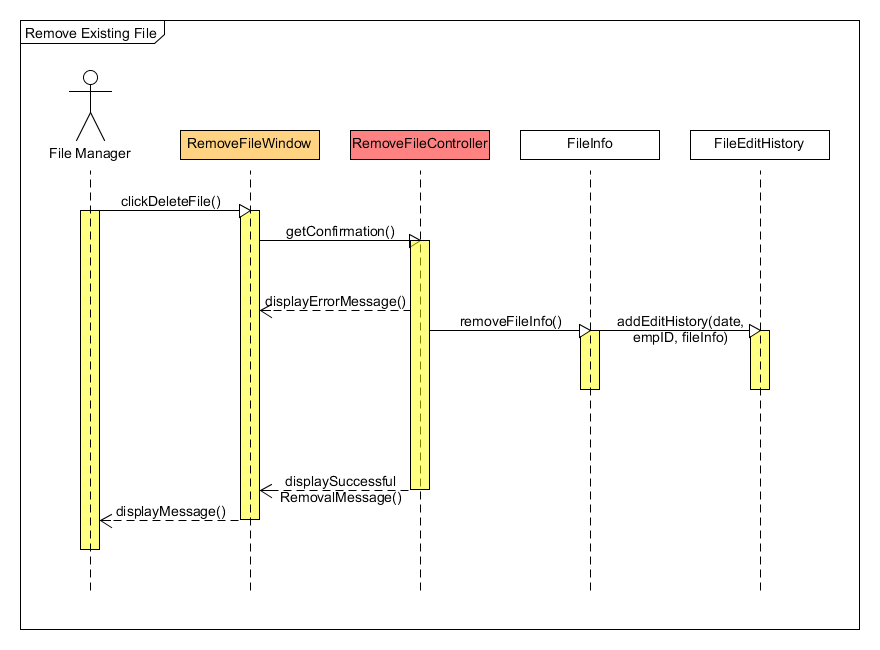 Remove Existing File
File Manager
RemoveFileWindow
RemoveFileController
FileInfo
FileEditHistory
clickDeleteFile()
getConfirmation()
displayErrorMessage()
removeFileInfo()
addEditHistory(date,
empID, fileInfo)
displaySuccessful
RemovalMessage()
displayMessage()